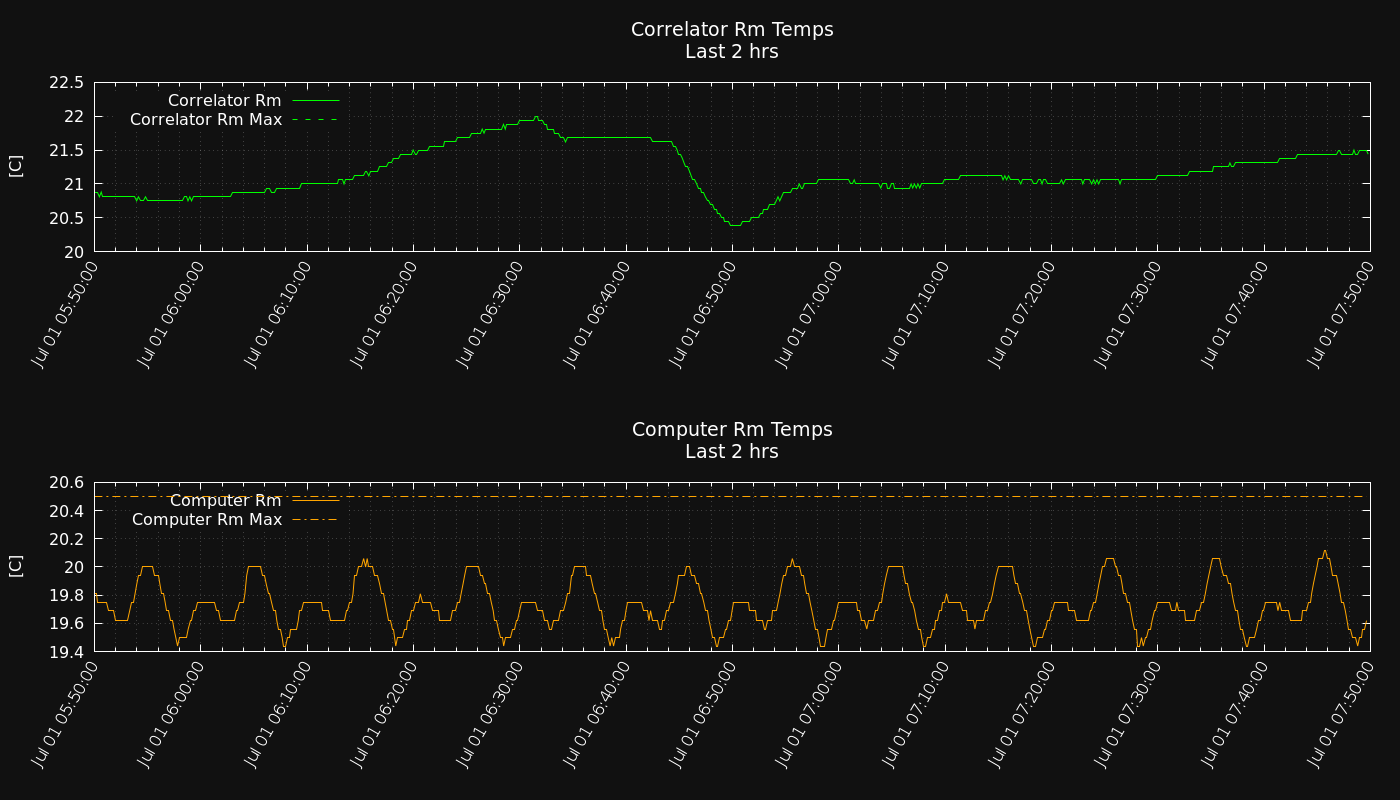 Correlator Rm Temps
Last 2 hrs
22.5
22
21.5
21
20.5
20
[C]
Correlator Rm
Correlator Rm Max
Jul 01 05:50:00
Jul 01 06:00:00
Jul 01 06:10:00
Jul 01 06:20:00
Jul 01 06:30:00
Jul 01 06:40:00
Jul 01 06:50:00
Jul 01 07:00:00
Jul 01 07:10:00
Jul 01 07:20:00
Jul 01 07:30:00
Jul 01 07:40:00
Jul 01 07:50:00
Computer Rm Temps
Last 2 hrs
20.6
20.4
20.2
20
19.8
19.6
19.4
[C]
Computer Rm
Computer Rm Max
Jul 01 05:50:00
Jul 01 06:00:00
Jul 01 06:10:00
Jul 01 06:20:00
Jul 01 06:30:00
Jul 01 06:40:00
Jul 01 06:50:00
Jul 01 07:00:00
Jul 01 07:10:00
Jul 01 07:20:00
Jul 01 07:30:00
Jul 01 07:40:00
Jul 01 07:50:00